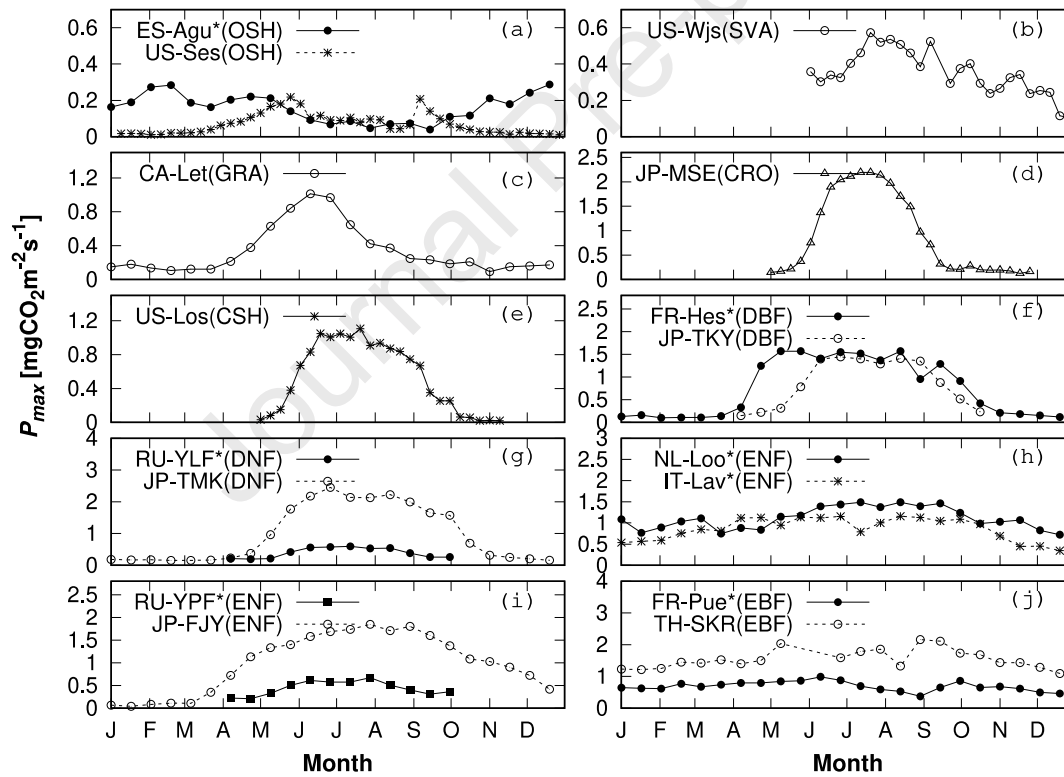 P_max [mgCO2m-2s-1]
ES-Agu*(OSH)
US-Ses(OSH)
(a)
0.6
0.4
0.2
0
US-Wjs(SVA)
(b)
0.6
0.4
0.2
0
CA-Let(GRA)
(c)
1.2
0.8
0.4
0
JP-MSE(CRO)
(d)
2.5
2
1.5
1
0.5
0
US-Los(CSH)
(e)
1.2
0.8
0.4
0
FR-Hes*(DBF)
JP-TKY(DBF)
(f)
2.5
2
1.5
1
0.5
0
RU-YLF*(DNF)
JP-TMK(DNF)
(g)
4
3
2
1
0
NL-Loo*(ENF)
IT-Lav*(ENF)
(h)
3
2.5
2
1.5
1
0.5
0
RU-YPF*(ENF)
JP-FJY(ENF)
(i)
2.5
2
1.5
1
0.5
0
J F M A M J J A S O N D
Month
FR-Pue*(EBF)
TH-SKR(EBF)
(j)
4
3
2
1
0
J F M A M J J A S O N D
Month
Journal Pre-p